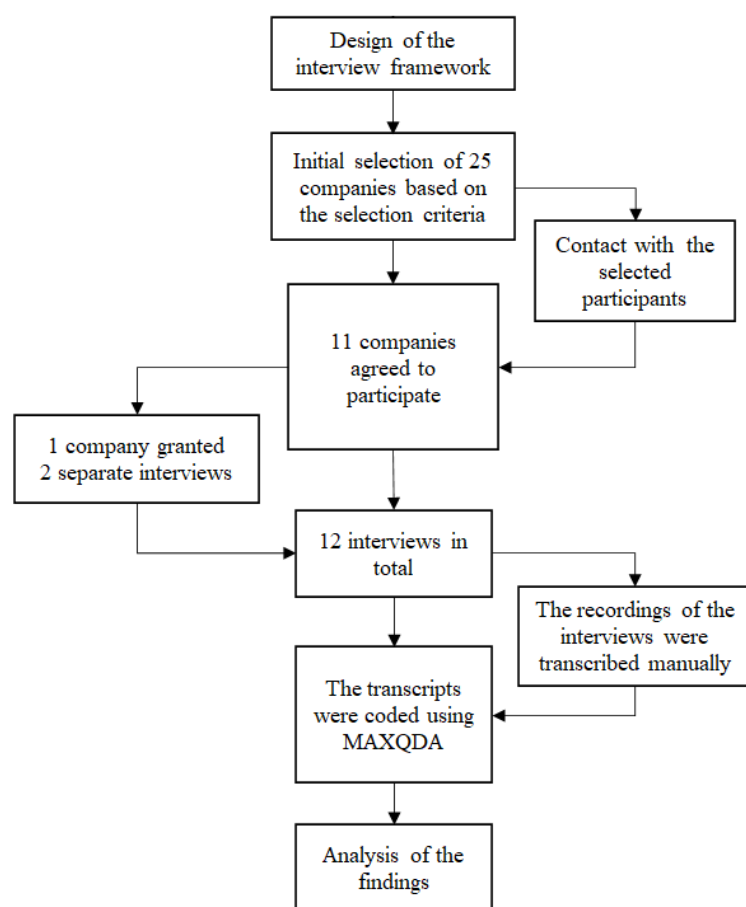 Design of the
interview framework
Initial selection of 25
companies based on
the selection criteria
Contact with the
selected
participants
11 companies
agreed to
participate
1 company granted
2 separate interviews
12 interviews in
total
The recordings of the
interviews were
transcribed manually
The transcripts
were coded using
MAXQDA
Analysis of the
findings